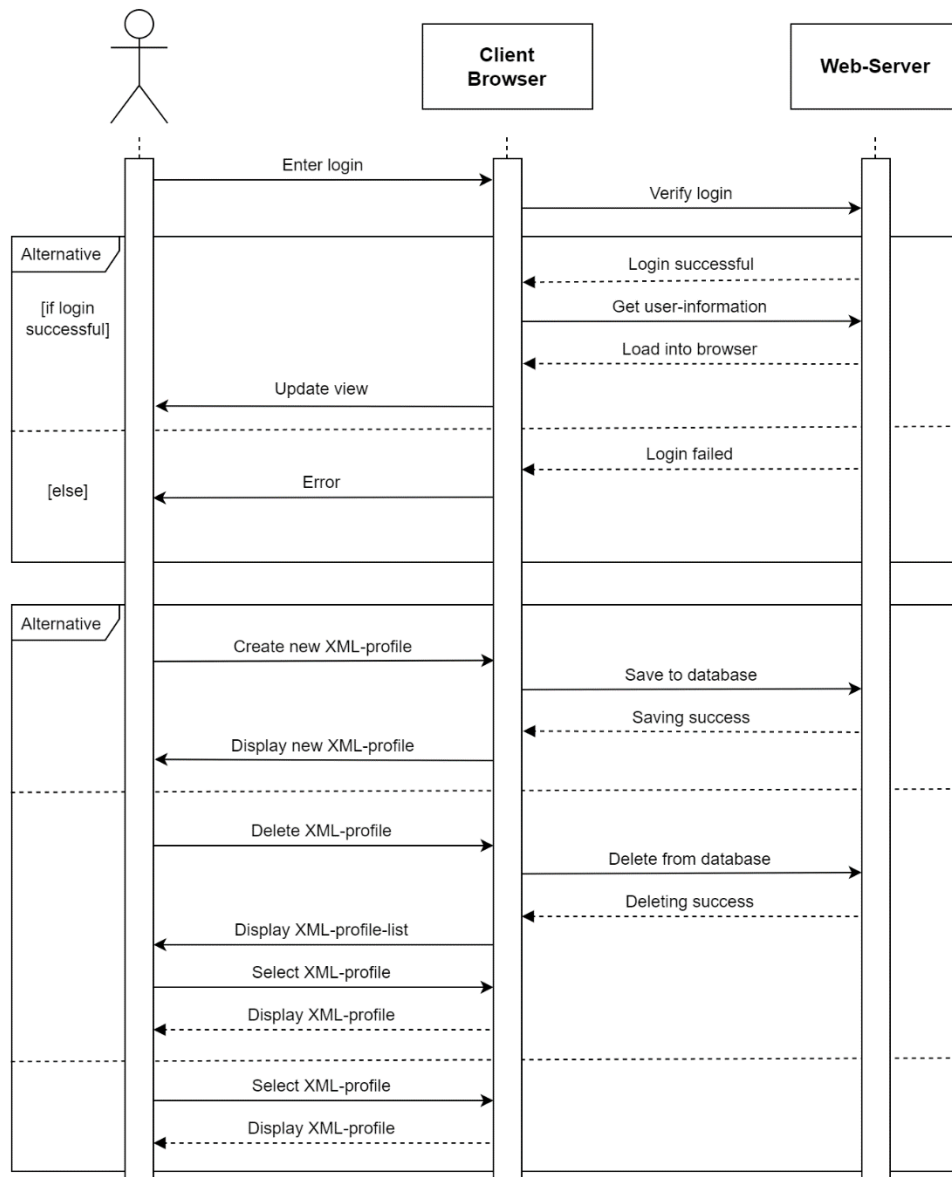 Client
Browser
Web-Server
Enter login
Verify login
Alternative
Login successful
[if login
successful]
Get user-information
Load into browser
Update view
Login failed
[else]
Error
Alternative
Create new XML-profile
Save to database
Saving success
Display new XML-profile
Delete XML-profile
Delete from database
Deleting success
Display XML-profile-list
Select XML-profile
Display XML-profile
Select XML-profile
Display XML-profile